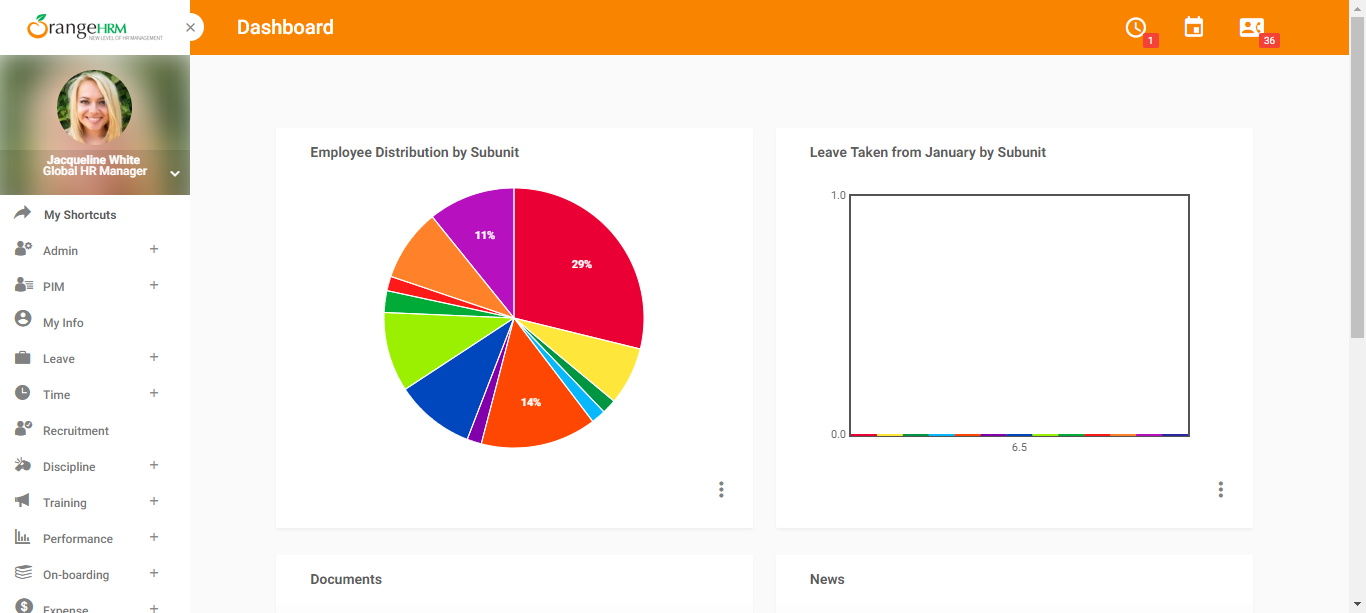 OrangeHRM
NEW LEVEL OF HR MANAGEMENT
Dashboard
1
36
Jacqueline White
Global HR Manager
My Shortcuts
Admin +
PIM +
My Info
Leave +
Time +
Recruitment
Discipline +
Training +
Performance +
On-boarding +
Expense +
Employee Distribution by Subunit
11%
29%
14%
Leave Taken from January by Subunit
1.0
0.0
6.5
Documents
News